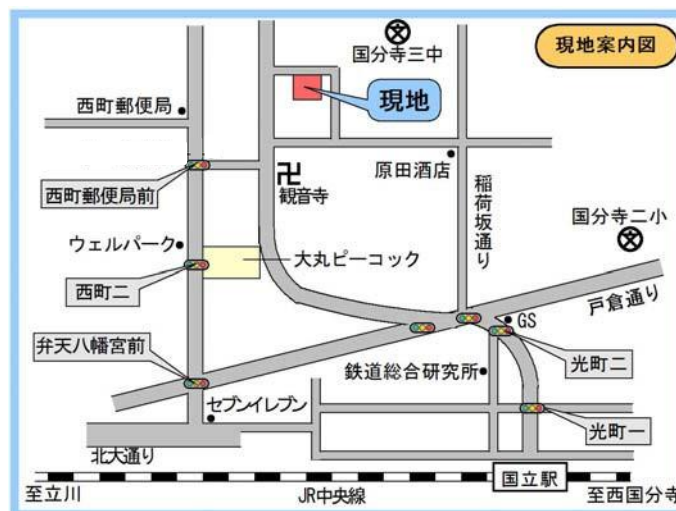 国分寺三中
現地案内図
現地
西町郵便局
原田酒店
西町郵便局前
卍
観音寺
稲荷坂通り
国分寺二小
ウェルパーク
大丸ピーコック
西町二
戸倉通り
GS
弁天八幡宮前
鉄道総合研究所
光町二
セブンイレブン
光町一
北大通り
国立駅
至立川
JR中央線
至西国分寺